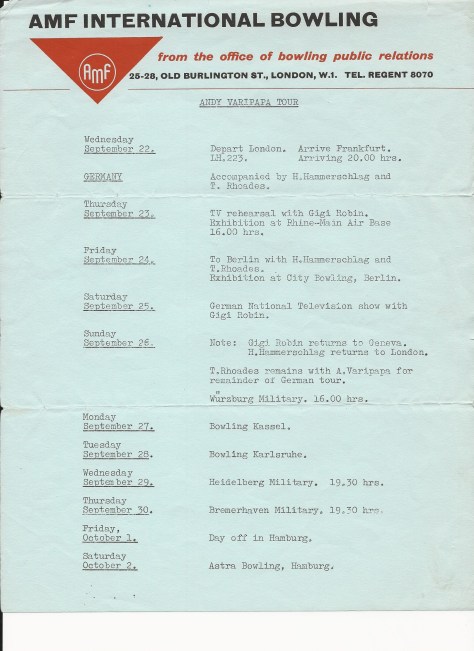 AMF INTERNATIONAL BOWLING
from the office of bowling public relations
AMF
25-28, OLD BURLINGTON ST., LONDON, W.1. TEL. REGENT 8070
ANDY VARIPAPA TOUR
Wednesday
September 22. Depart London. Arrive Frankfurt.
LH.223. Arriving 20.00 hrs.
GERMANY Accompanied by H.Hammerschlag and
T. Rhoades.
Thursday
September 23. TV rehearsal with Gigi Robin.
Exhibition at Rhine-Main Air Base
16.00 hrs.
Friday
September 24. To Berlin with H.Hammerschlag and
T.Rhoades.
Exhibition at City Bowling, Berlin.
Saturday
September 25. German National Television show with
Gigi Robin.
Sunday
September 26. Note: Gigi Robin returns to Geneva.
H.Hammerschlag returns to London.
T.Rhoades remains with A.Varipapa for
remainder of German tour.
Wurzburg Military. 16.00 hrs.
Monday
September 27. Bowling Kassel.
Tuesday
September 28. Bowling Karlsruhe.
Wednesday
September 29. Heidelberg Military. 19.30 hrs.
Thursday
September 30. Bremerhaven Military. 19.30 hrs.
Friday,
October 1. Day off in Hamburg.
Saturday
October 2. Astra Bowling, Hamburg.